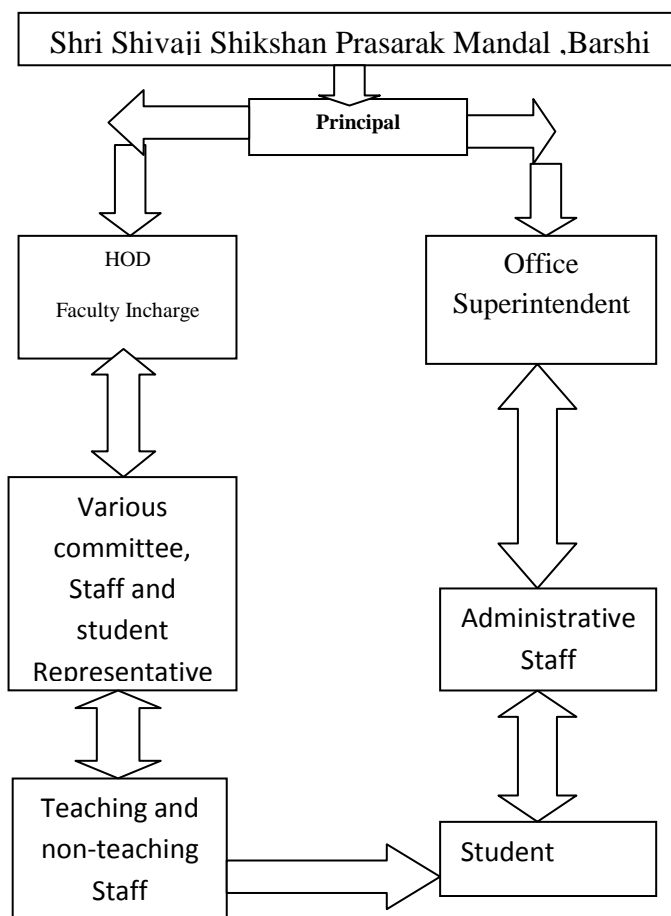 Shri Shivaji Shikshan Prasarak Mandal ,Barshi
Principal
HOD
Faculty Incharge
Office
Superintendent
Various
committee,
Staff and
student
Representative
Administrative
Staff
Teaching and
non-teaching
Staff
Student